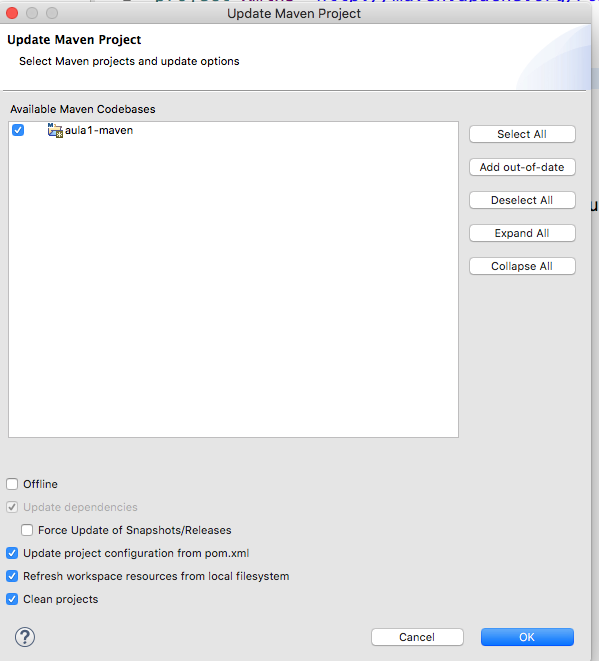 Update Maven Project
Update Maven Project
Select Maven projects and update options
Available Maven Codebases
aula1-maven
Select All
Add out-of-date
Deselect All
Expand All
Collapse All
Offline
Update dependencies
Force Update of Snapshots/Releases
Update project configuration from pom.xml
Refresh workspace resources from local filesystem
Clean projects
?
Cancel
OK